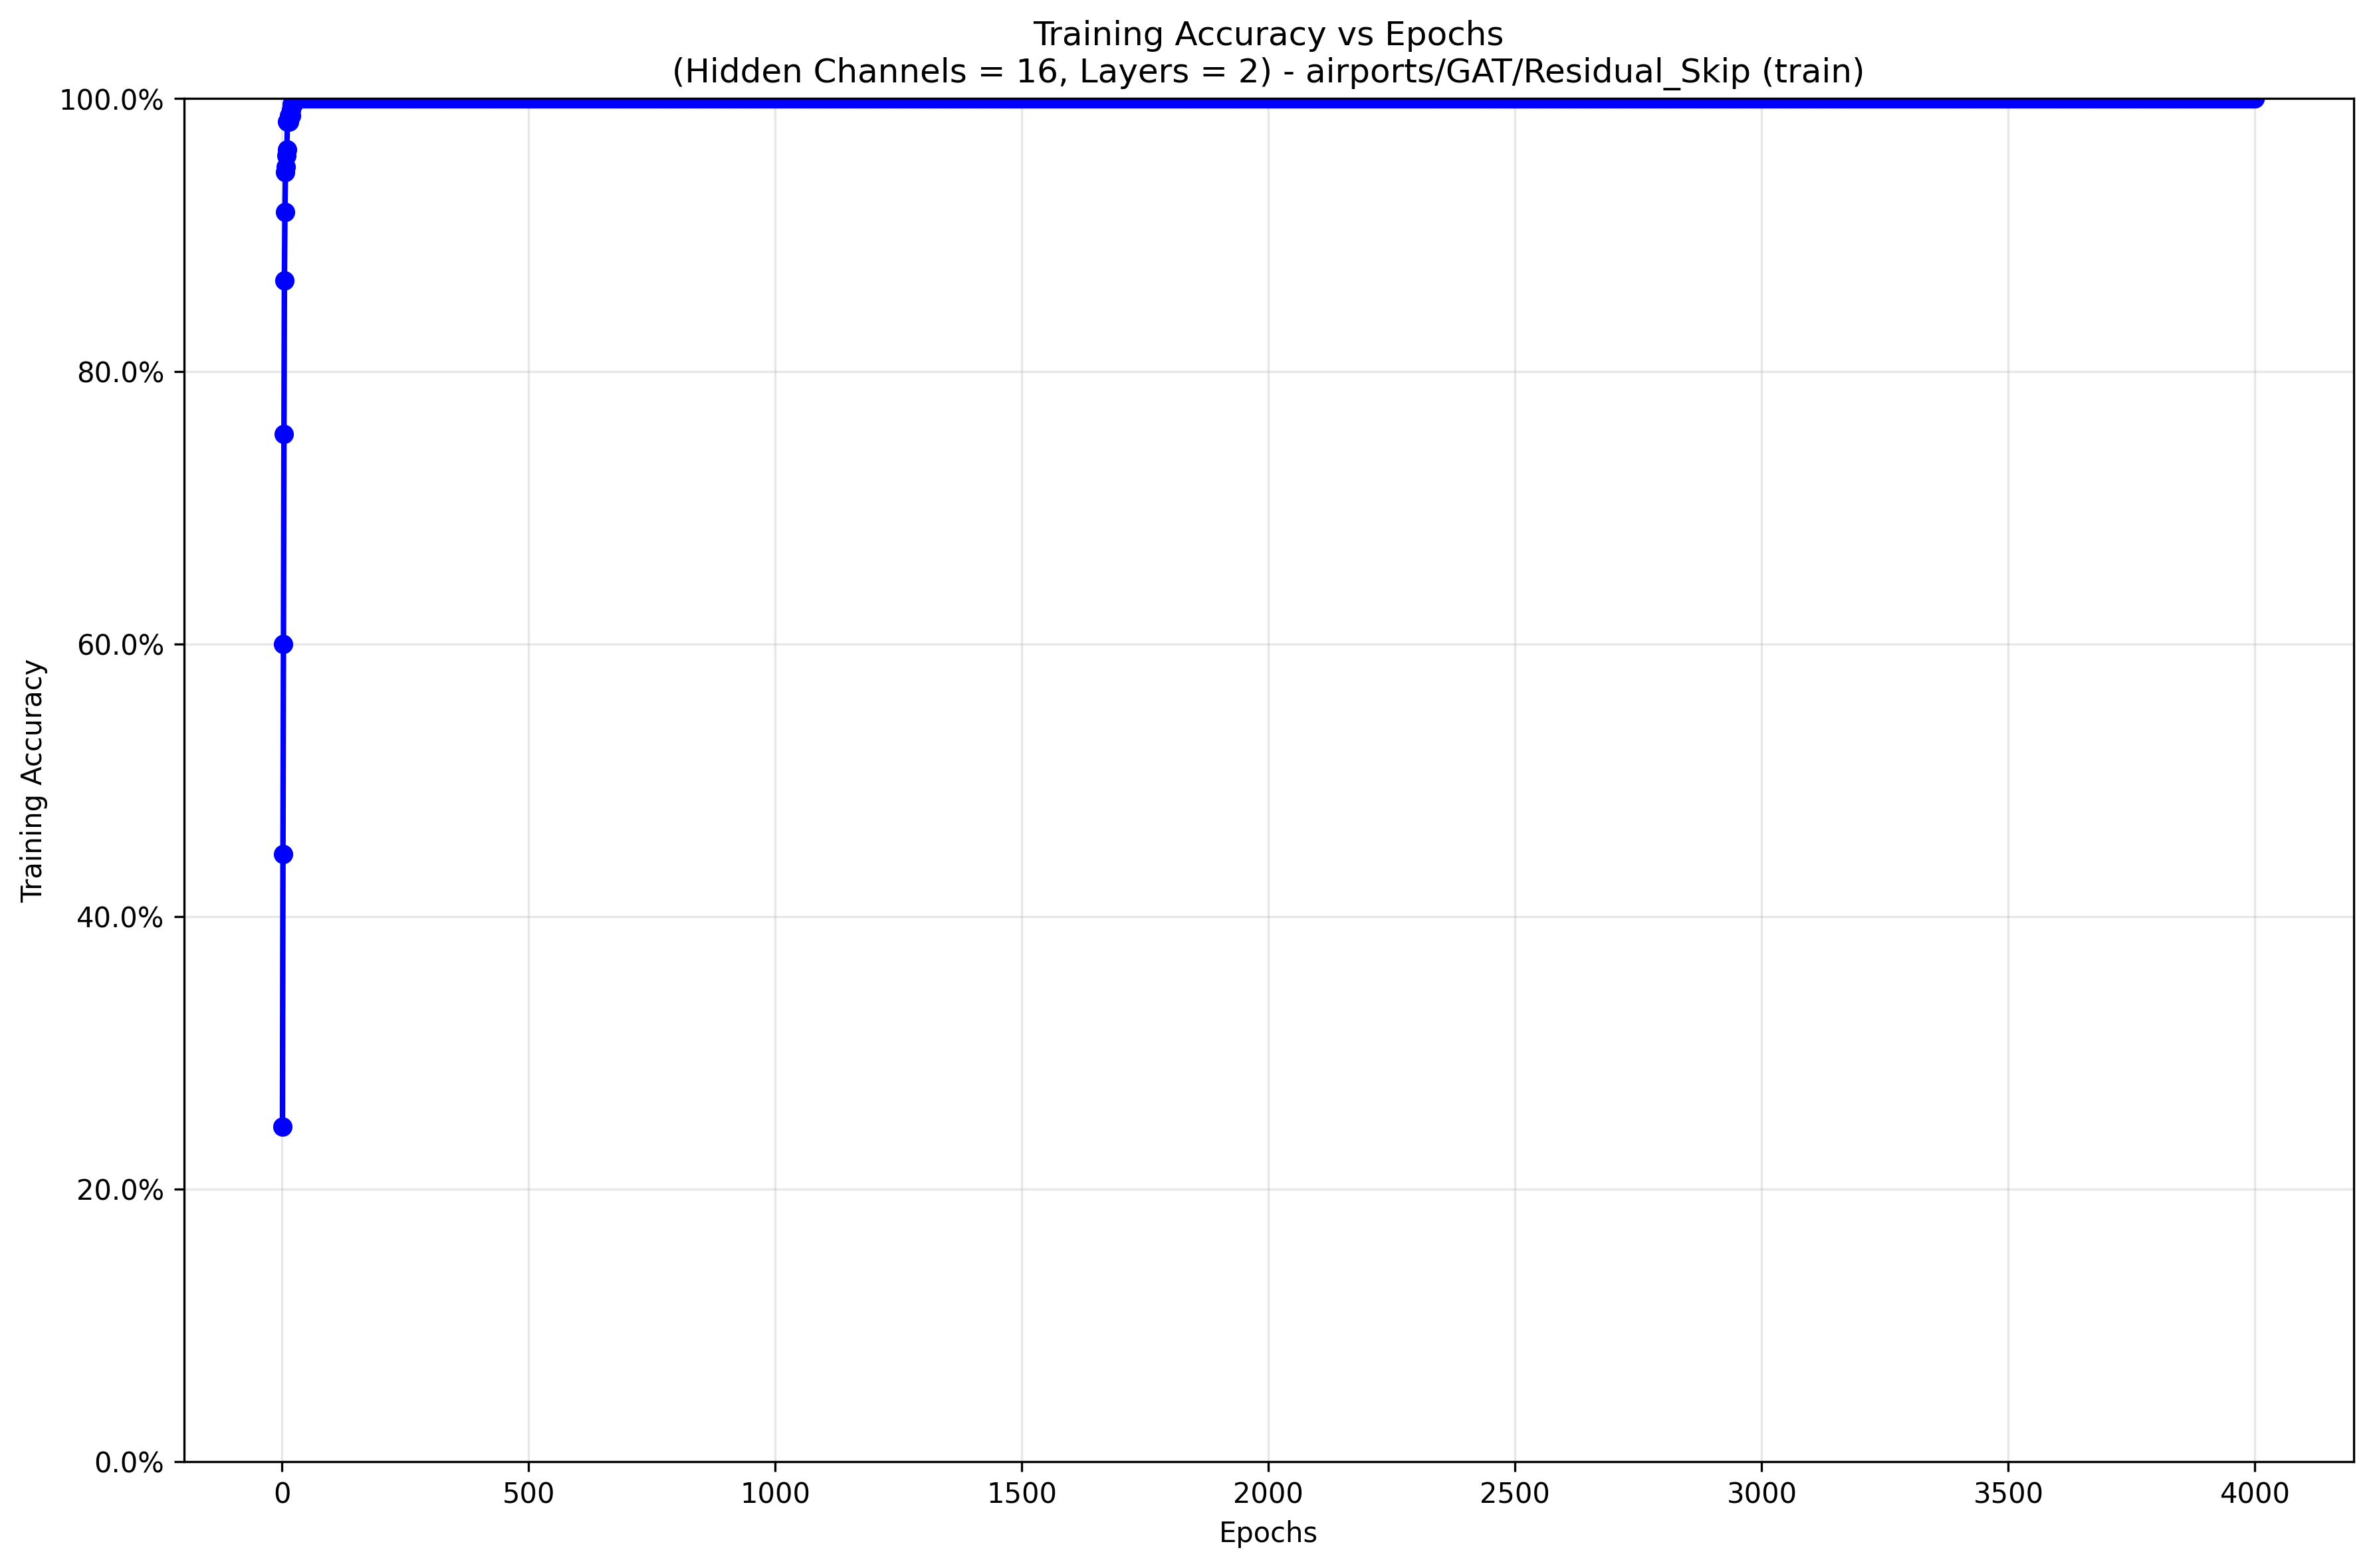 Training Accuracy vs Epochs
(Hidden Channels = 16, Layers = 2) - airports/GAT/Residual_Skip (train)
100.0%
80.0%
60.0%
40.0%
20.0%
0.0%
Training Accuracy
0 500 1000 1500 2000 2500 3000 3500 4000
Epochs